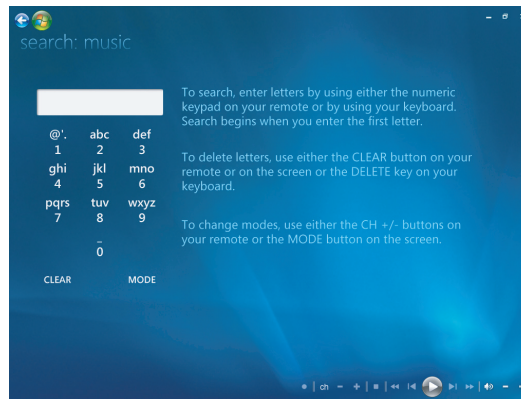 search: music
To search, enter letters by using either the numeric
keypad on your remote or by using your keyboard.
Search begins when you enter the first letter.
To delete letters, use either the CLEAR button on your
remote or on the screen or the DELETE key on your
keyboard.
To change modes, use either the CH +/- buttons on
your remote or the MODE button on the screen.
@'. abc def
1 2 3
ghi jkl mno
4 5 6
pqrs tuv wxyz
7 8 9
_
0
CLEAR MODE
ch - +